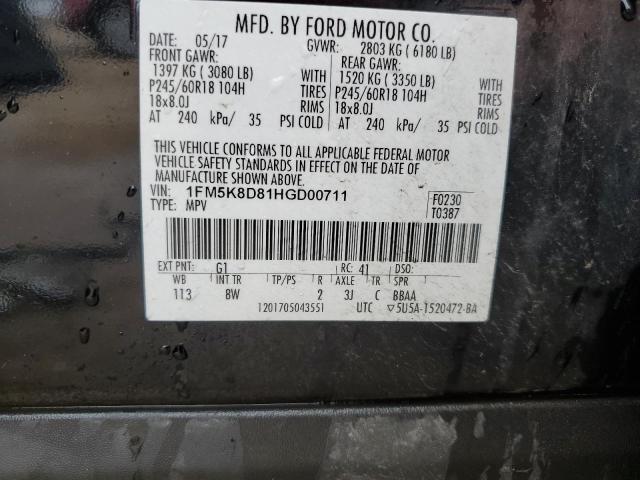 MFD. BY FORD MOTOR CO.
DATE: 05/17 GVWR: 2803 KG ( 6180 LB)
FRONT GAWR: REAR GAWR:
1397 KG ( 3080 LB) WITH 1520 KG ( 3350 LB) WITH
P245/60R18 104H TIRES P245/60R18 104H TIRES
18x8.0J RIMS 18x8.0J RIMS
AT 240 kPa/ 35 PSI COLD AT 240 kPa/ 35 PSI COLD
THIS VEHICLE CONFORMS TO ALL APPLICABLE FEDERAL MOTOR
VEHICLE SAFETY STANDARDS IN EFFECT ON THE DATE OF
MANUFACTURE SHOWN ABOVE.
VIN: 1FM5K8D81HGD00711 F0230
TYPE: MPV T0387
EXT PNT: G1 RC: 41 DSO:
WB INT TR TP/PS R AXLE TR SPR
113 8W 2 3J C BBAA
1201705043551 UTC ▽5U5A-1520472-BA